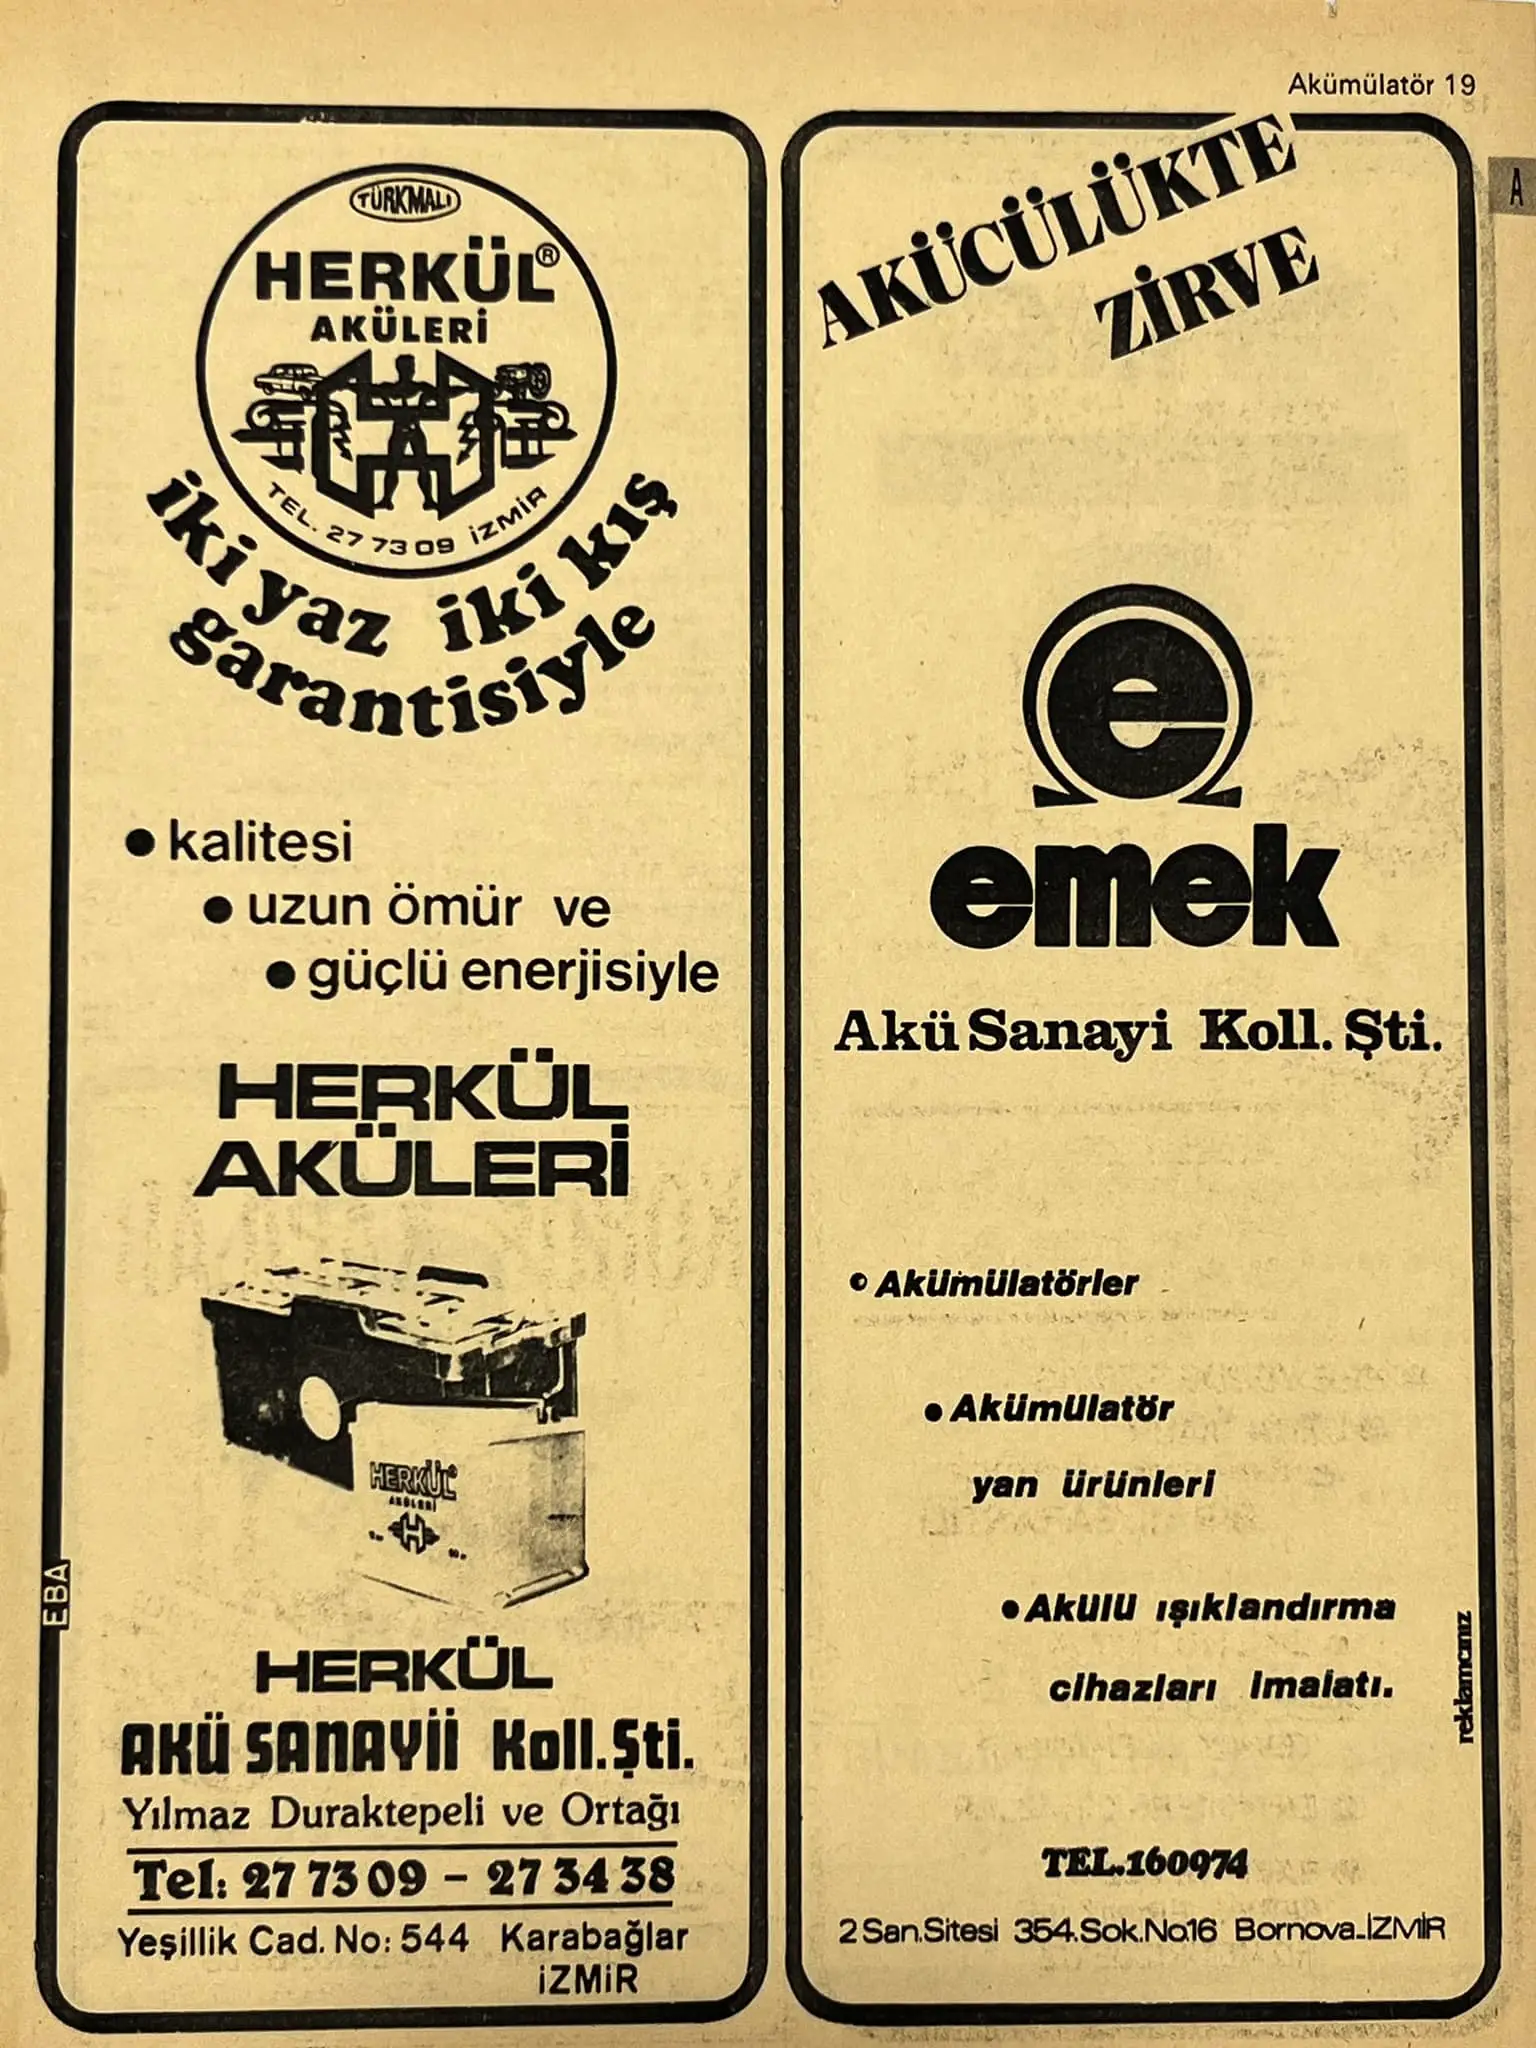 Akümülatör 19
A
TÜRKMALI
HERKÜL®
AKÜLERİ
TEL. 27 73 09 İZMİR
iki yaz iki kış
garantisiyle
• kalitesi
• uzun ömür ve
• güçlü enerjisiyle
HERKÜL
AKÜLERİ
HERKÜL®
AKÜLERİ
H
HERKÜL
AKÜ SANAYİİ Koll.Şti.
Yılmaz Duraktepeli ve Ortağı
Tel: 27 73 09 - 27 34 38
Yeşillik Cad. No: 544 Karabağlar
İZMİR
EBA
AKÜCÜLÜKTE
ZİRVE
e
emek
Akü Sanayi Koll. Şti.
• Akümülatörler
• Akümülatör
yan ürünleri
• Akülü ışıklandırma
cihazları imalatı.
reklamcınız
TEL.160974
2 San.Sitesi 354.Sok.No.16 Bornova-İZMİR